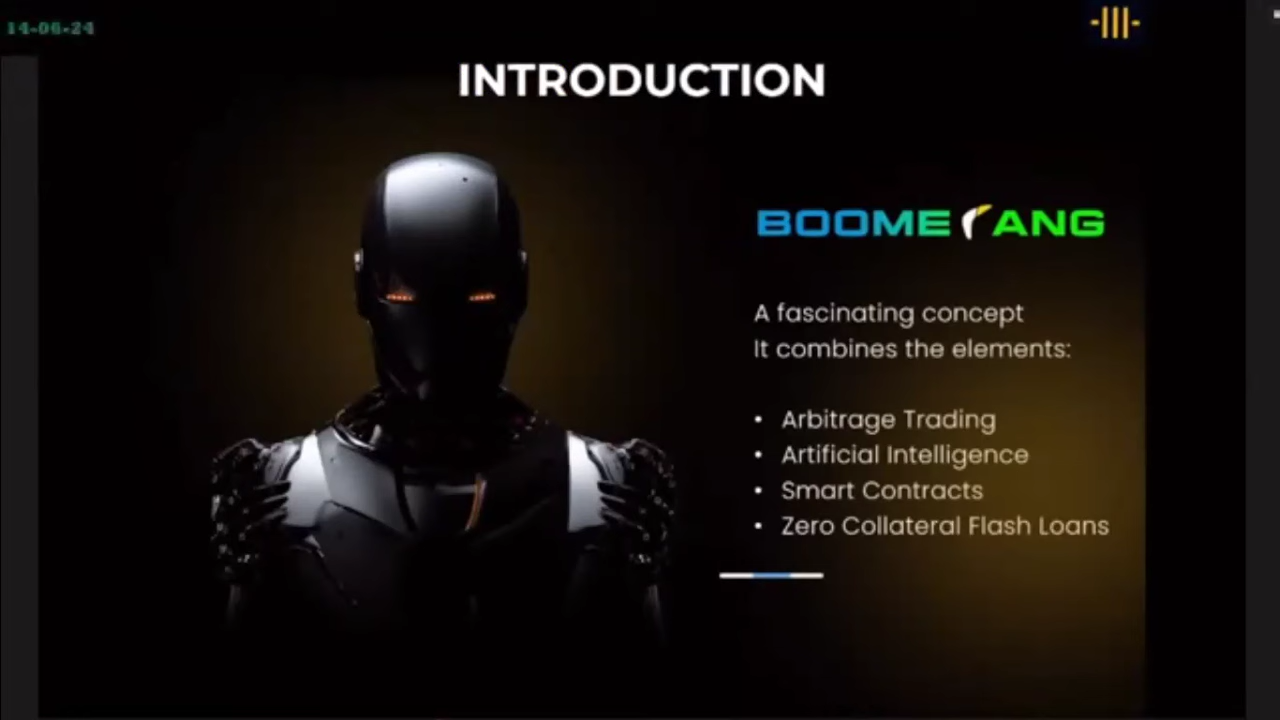 14-06-24
INTRODUCTION
BOOMERANG
A fascinating concept
It combines the elements:
• Arbitrage Trading
• Artificial Intelligence
• Smart Contracts
• Zero Collateral Flash Loans